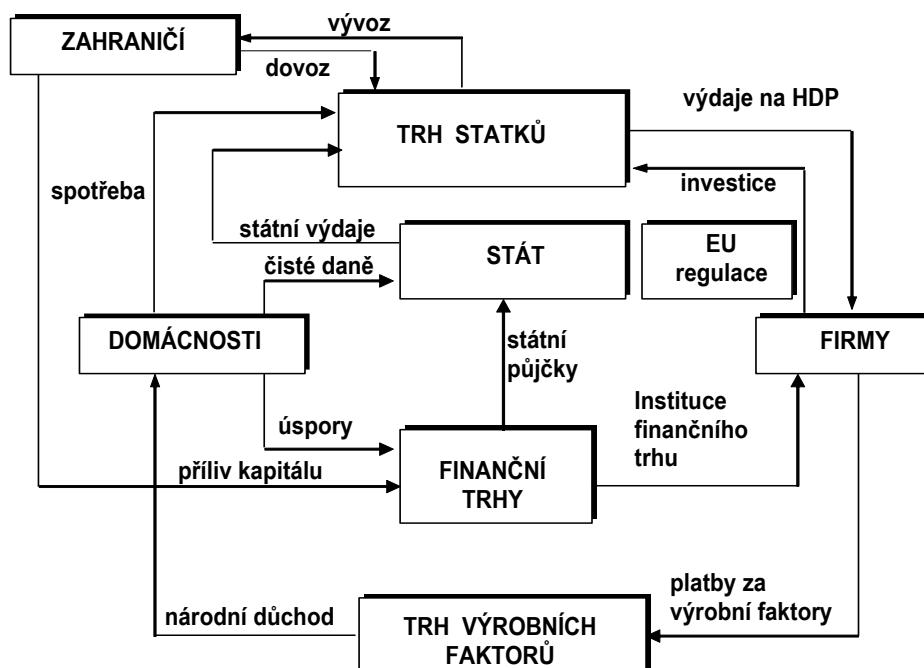 vývoz
ZAHRANIČÍ
dovoz
výdaje na HDP
TRH STATKŮ
spotřeba
investice
státní výdaje
STÁT
EU
regulace
čisté daně
DOMÁCNOSTI
státní
půjčky
FIRMY
Instituce
finančního
trhu
úspory
příliv kapitálu
FINANČNÍ
TRHY
platby za
výrobní faktory
národní důchod
TRH VÝROBNÍCH
FAKTORŮ